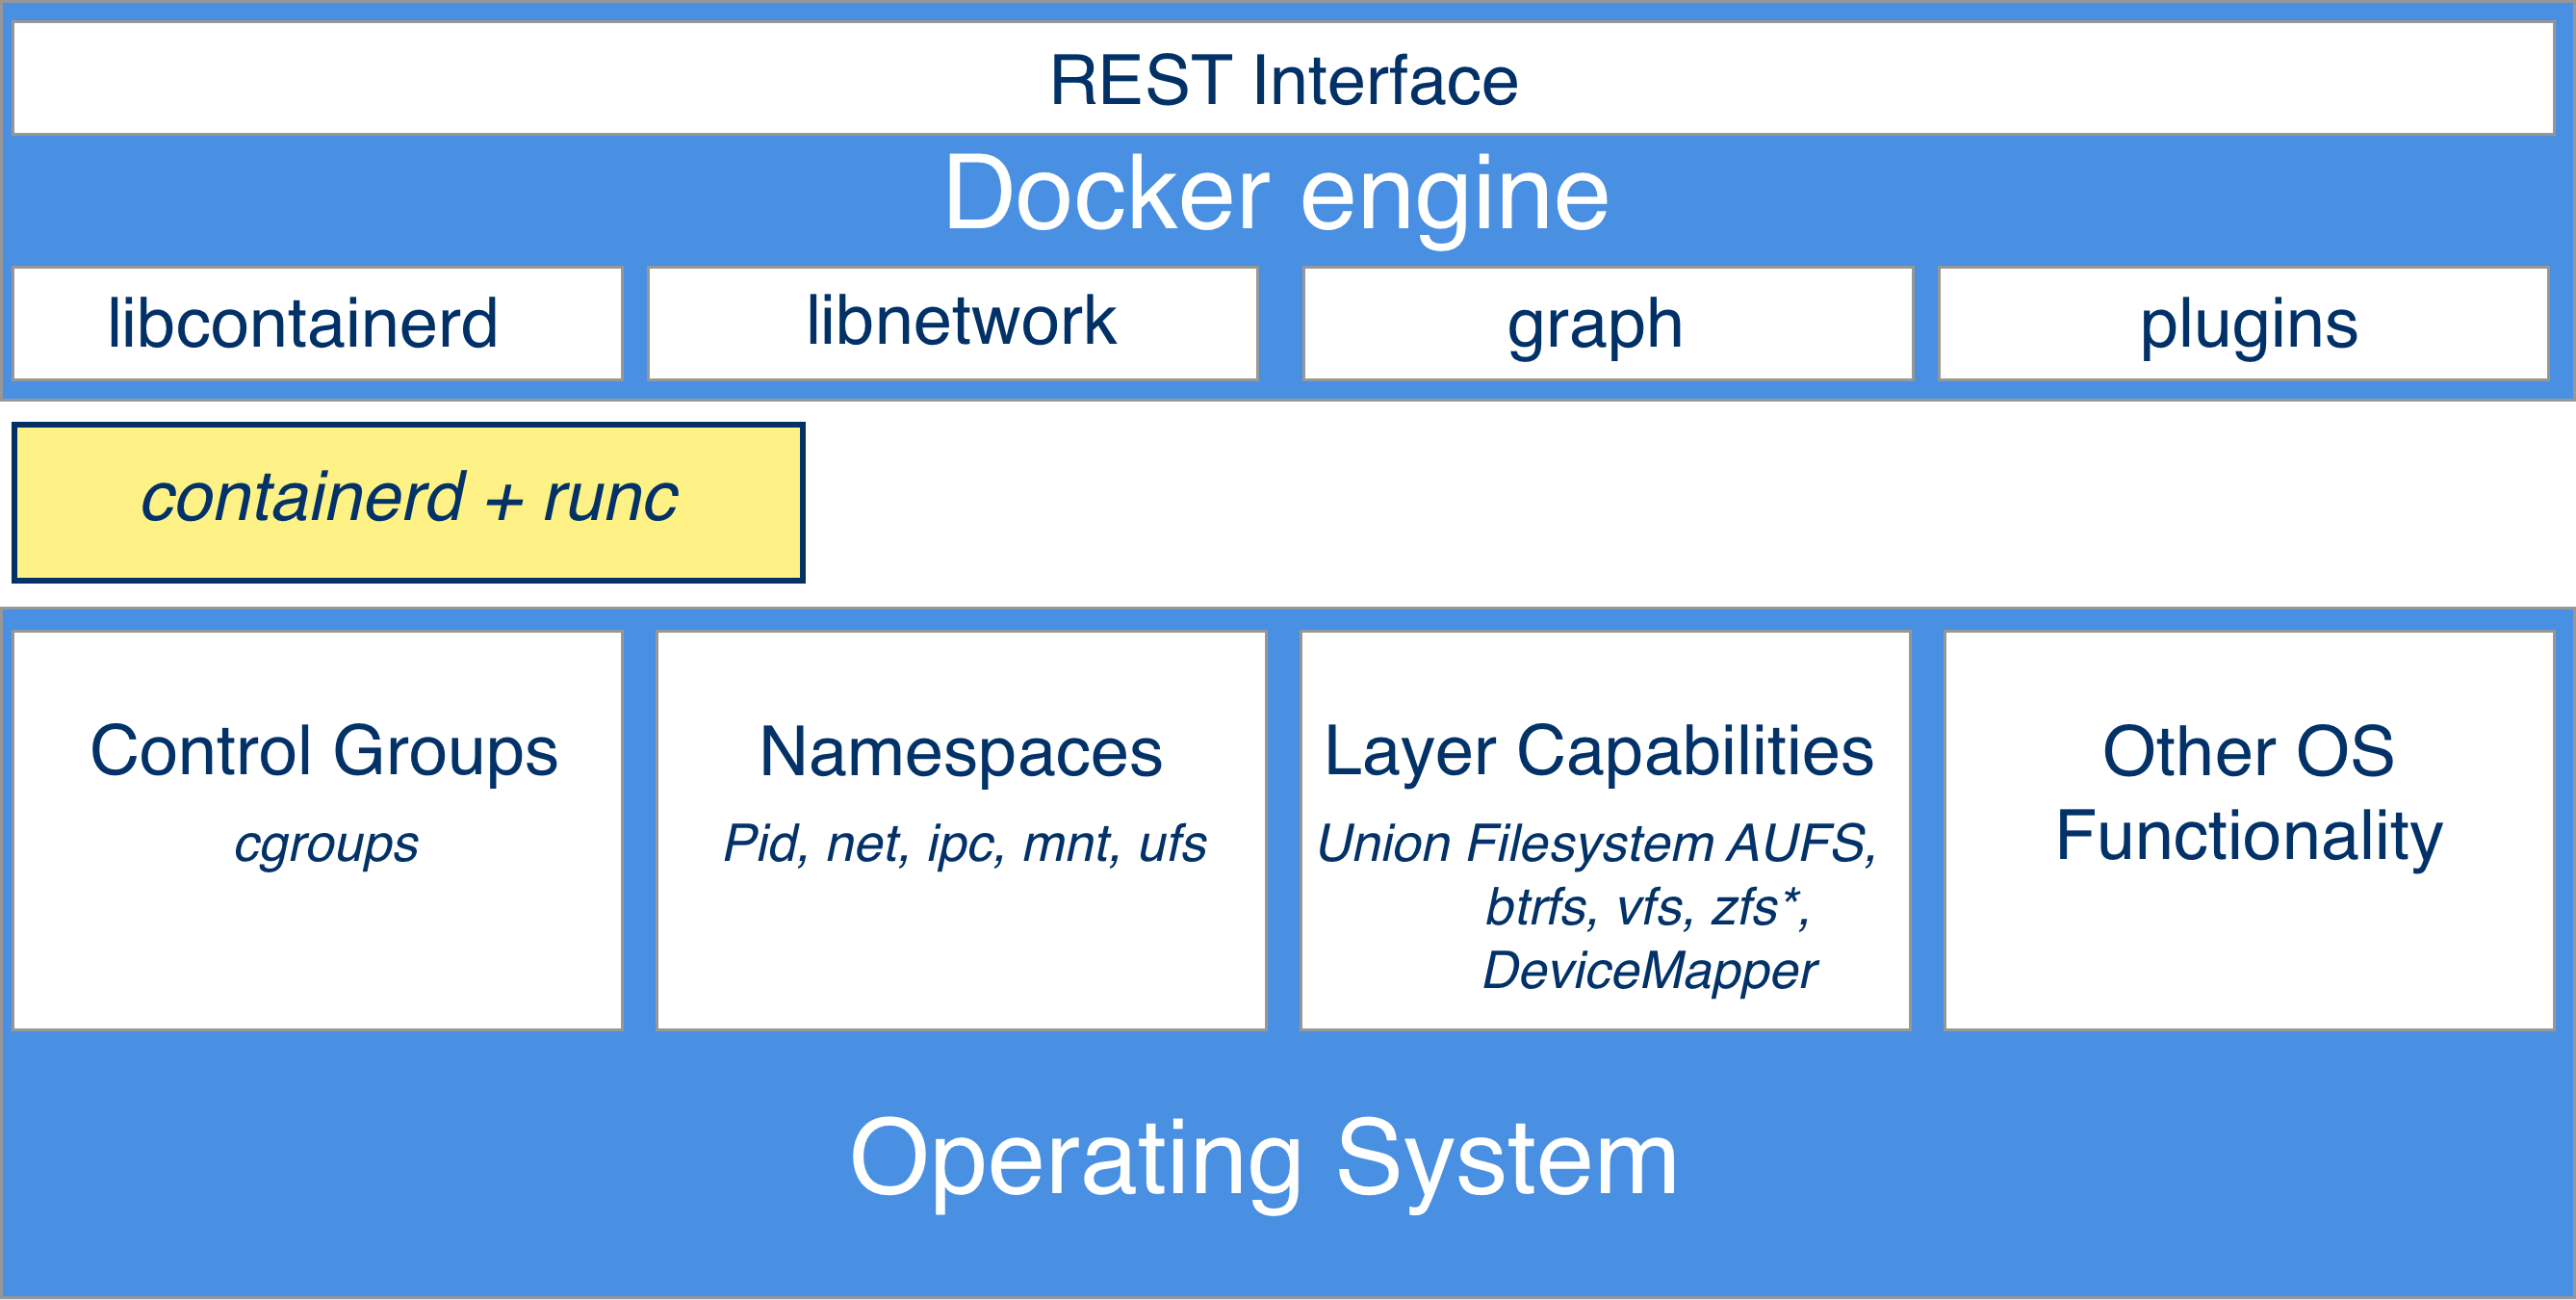 REST Interface
Docker engine
libcontainerd
libnetwork
graph
plugins
containerd + runc
Control Groups
cgroups
Namespaces
Pid, net, ipc, mnt, ufs
Layer Capabilities
Union Filesystem AUFS,
btrfs, vfs, zfs*,
DeviceMapper
Other OS
Functionality
Operating System